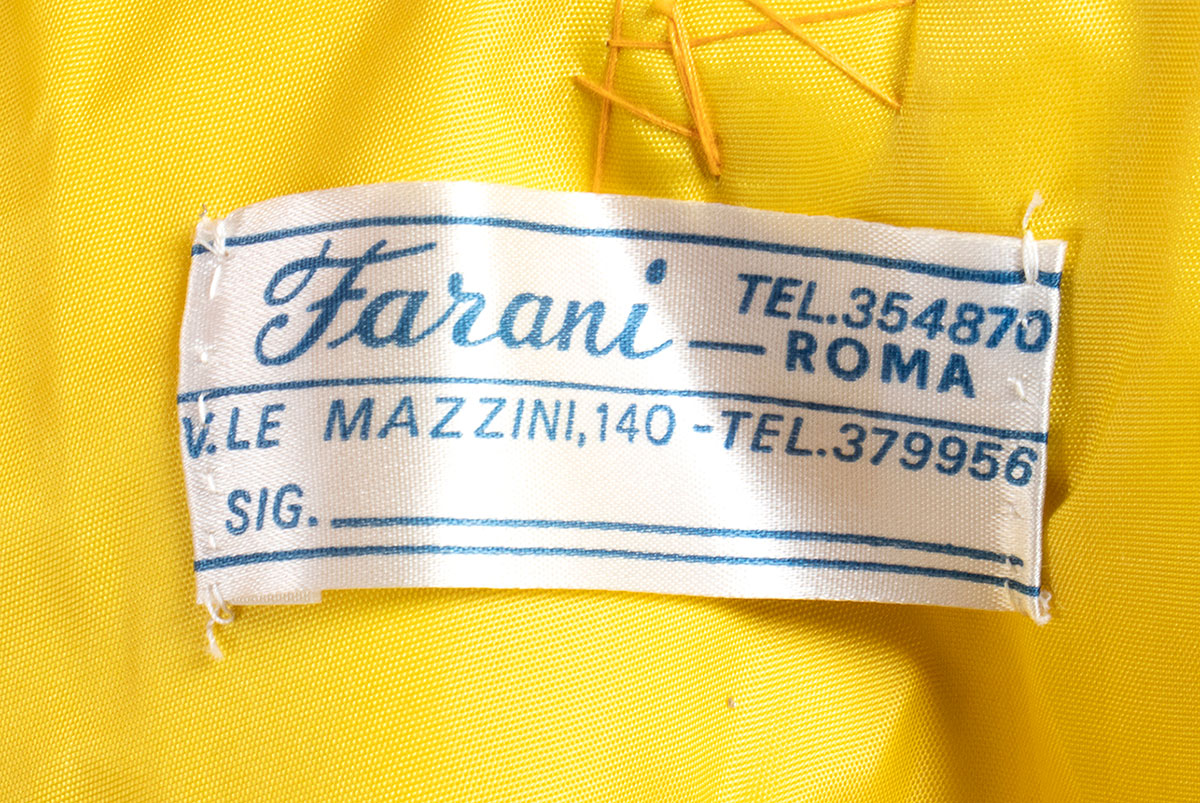 Farani — TEL.354870
ROMA
V.LE MAZZINI,140 - TEL.379956
SIG.